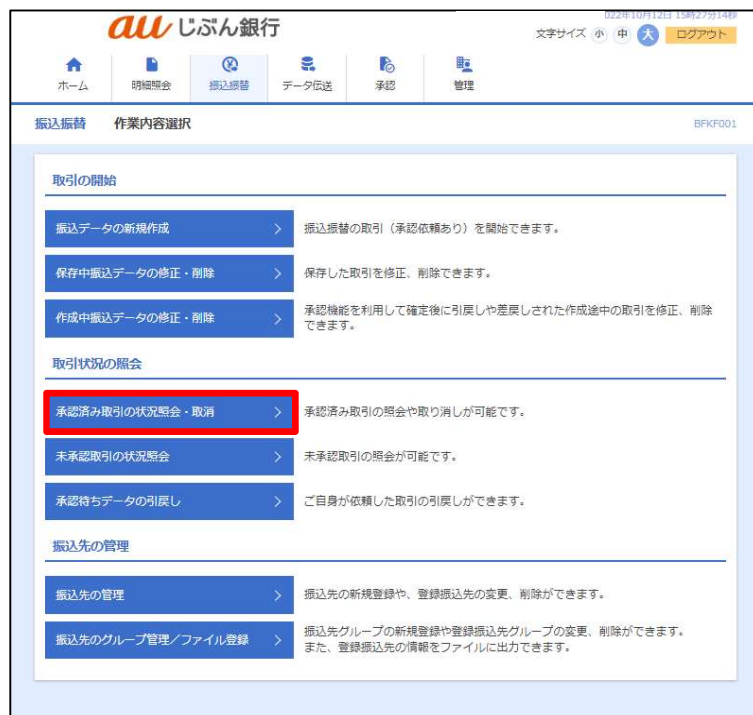 au じぶん銀行
022年10月12日 15時27分14秒
文字サイズ 小 中 大 ログアウト
ホーム 明細照会 振込振替 データ伝送 承認 管理
振込振替 作業内容選択 BFKF001
取引の開始
振込データの新規作成 振込振替の取引（承認依頼あり）を開始できます。
保存中振込データの修正・削除 保存した取引を修正、削除できます。
作成中振込データの修正・削除 承認機能を利用して確定後に引戻しや差戻しされた作成途中の取引を修正、削除
できます。
取引状況の照会
承認済み取引の状況照会・取消 承認済み取引の照会や取り消しが可能です。
未承認取引の状況照会 未承認取引の照会が可能です。
承認待ちデータの引戻し ご自身が依頼した取引の引戻しができます。
振込先の管理
振込先の管理 振込先の新規登録や、登録振込先の変更、削除ができます。
振込先のグループ管理／ファイル登録 振込先グループの新規登録や登録振込先グループの変更、削除ができます。
また、登録振込先の情報をファイルに出力できます。